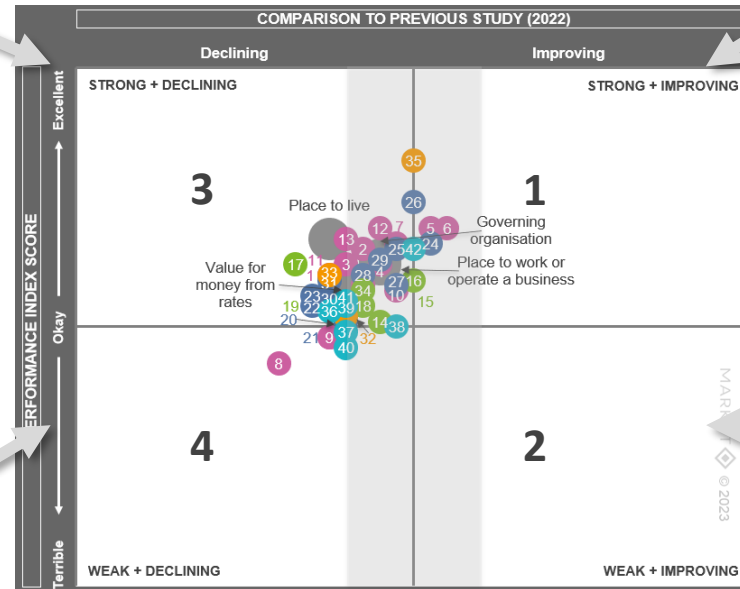 COMPARISON TO PREVIOUS STUDY (2022)
Declining
Improving
STRONG + DECLINING
STRONG + IMPROVING
Excellent
Okay
Terrible
ERFORMANCE INDEX SCORE
3
1
4
2
35
26
Place to live
12
7
5
6
Governing
organisation
13
2
25
42
24
17
11
3
29
4
Place to work or
operate a business
Value for
money from
rates
1
33
31
28
27
16
34
10
15
23
30
41
19
22
36
39
18
20
14
38
21
9
37
32
40
8
WEAK + DECLINING
WEAK + IMPROVING
© 2023